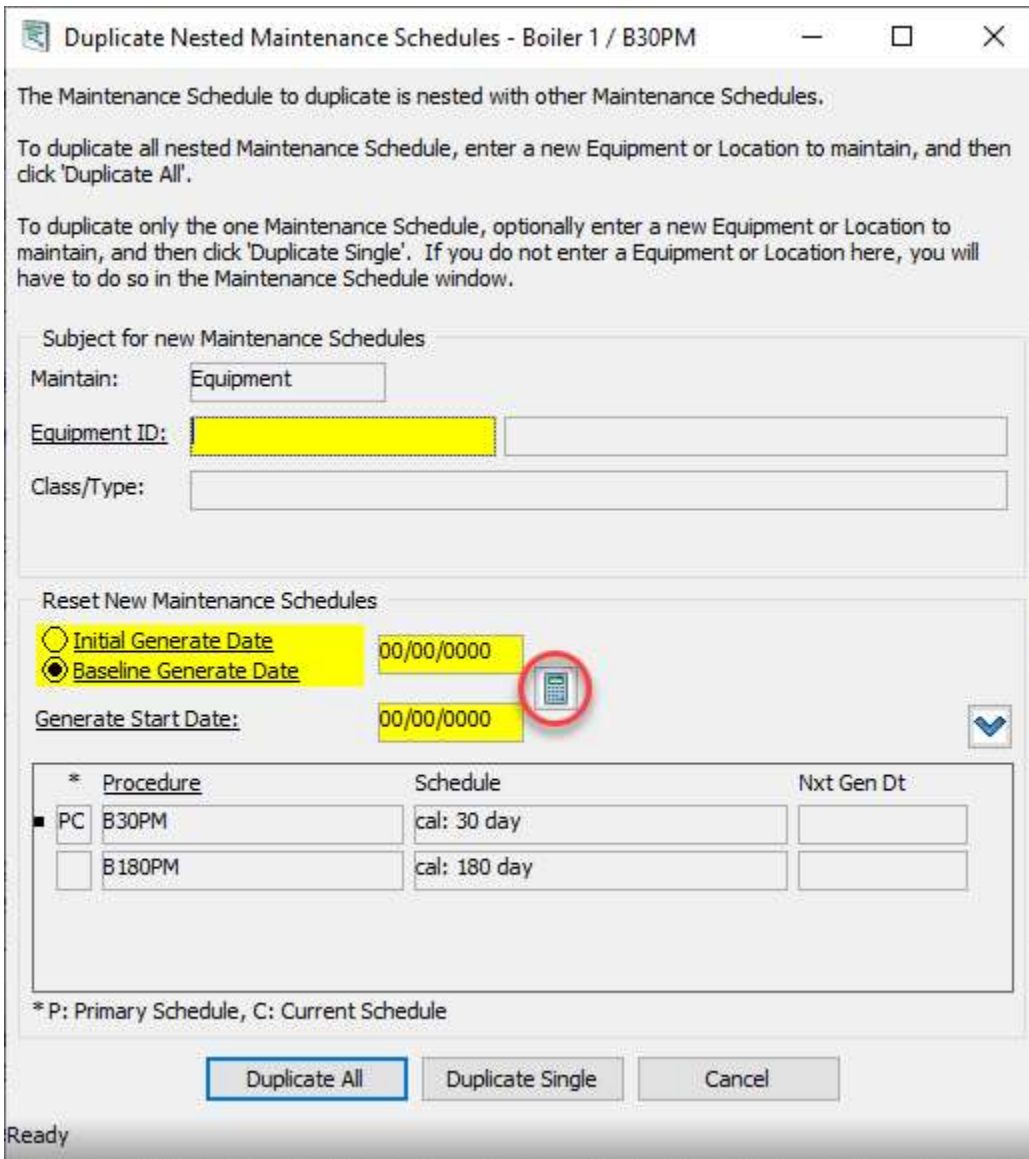 Duplicate Nested Maintenance Schedules - Boiler 1 / B30PM
The Maintenance Schedule to duplicate is nested with other Maintenance Schedules.
To duplicate all nested Maintenance Schedule, enter a new Equipment or Location to maintain, and then
click 'Duplicate All'.
To duplicate only the one Maintenance Schedule, optionally enter a new Equipment or Location to
maintain, and then click 'Duplicate Single'. If you do not enter a Equipment or Location here, you will
have to do so in the Maintenance Schedule window.
Subject for new Maintenance Schedules
Maintain: Equipment
Equipment ID:
Class/Type:
Reset New Maintenance Schedules
Initial Generate Date
Baseline Generate Date
00/00/0000
Generate Start Date: 00/00/0000
* Procedure Schedule Nxt Gen Dt
PC B30PM cal: 30 day
B180PM cal: 180 day
* P: Primary Schedule, C: Current Schedule
Duplicate All Duplicate Single Cancel
Ready